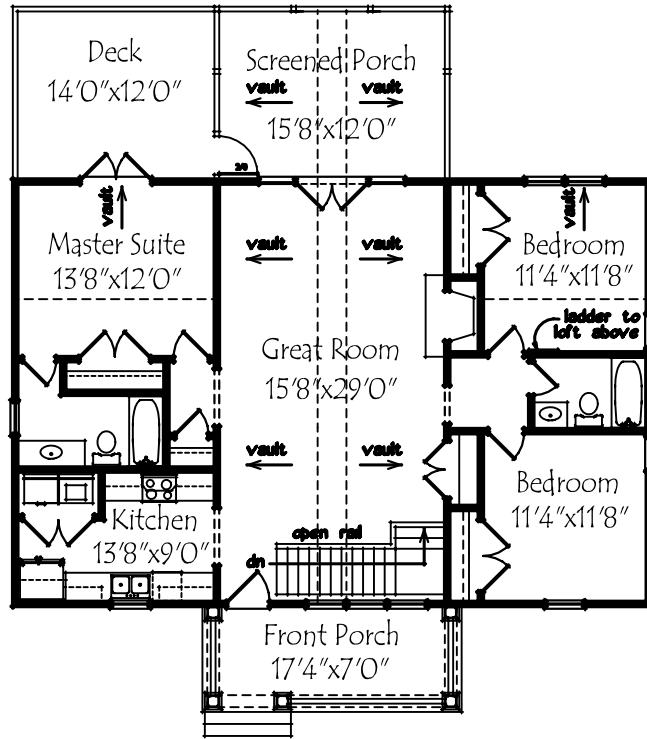 Deck
14'0"x12'0"
Screened Porch
vault vault
15'8"x12'0"
2/8
vault
vault
Master Suite
13'8"x12'0"
vault vault
Bedroom
11'4"x11'8"
ladder to
loft above
Great Room
15'8"x29'0"
vault vault
Bedroom
11'4"x11'8"
Kitchen
13'8"x9'0"
open rail
dn
Front Porch
17'4"x7'0"